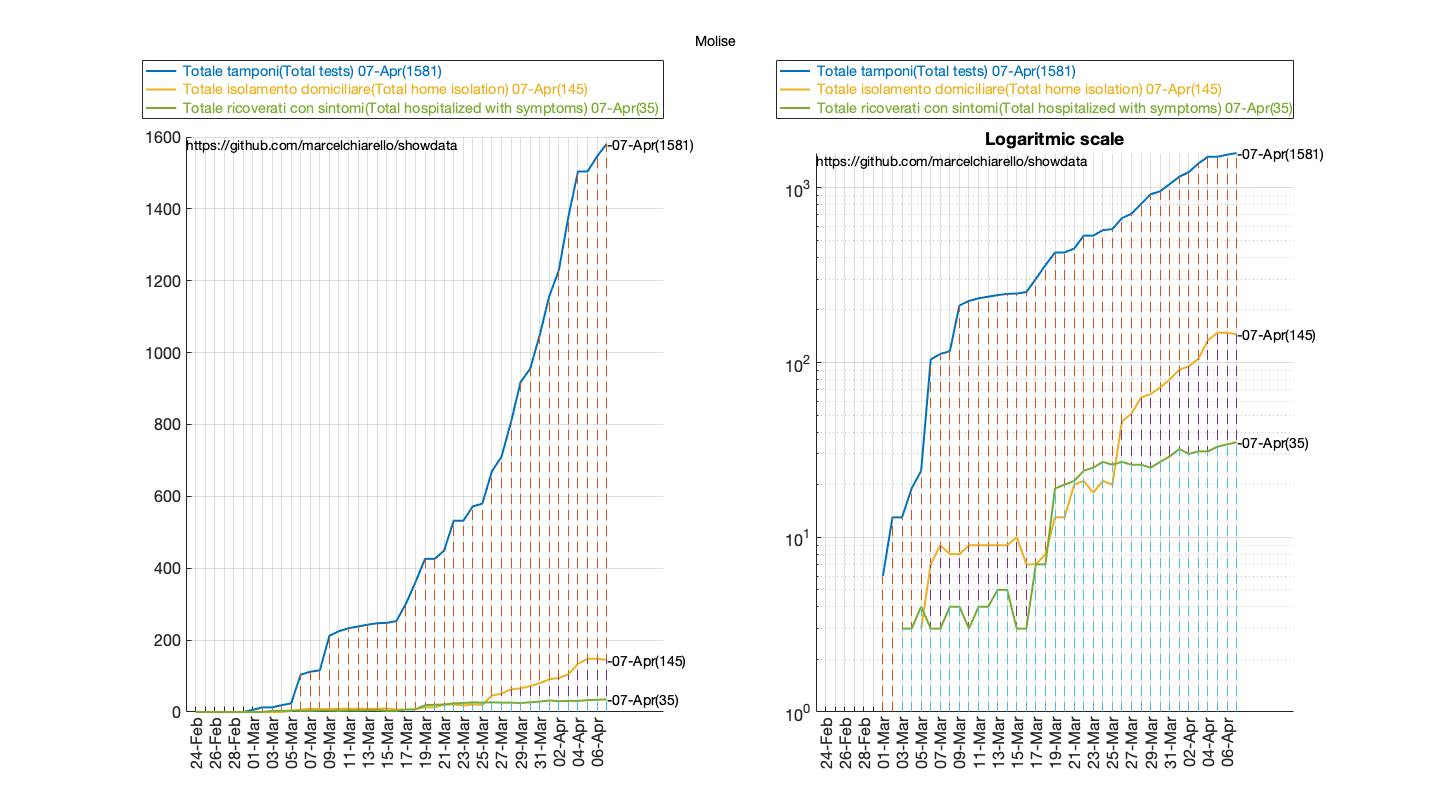 Molise
Totale tamponi(Total tests) 07-Apr(1581)
Totale isolamento domiciliare(Total home isolation) 07-Apr(145)
Totale ricoverati con sintomi(Total hospitalized with symptoms) 07-Apr(35)
1600
1400
1200
1000
800
600
400
200
0
https://github.com/marcelchiarello/showdata
-07-Apr(1581)
-07-Apr(145)
-07-Apr(35)
24-Feb
26-Feb
28-Feb
01-Mar
03-Mar
05-Mar
07-Mar
09-Mar
11-Mar
13-Mar
15-Mar
17-Mar
19-Mar
21-Mar
23-Mar
25-Mar
27-Mar
29-Mar
31-Mar
02-Apr
04-Apr
06-Apr
Totale tamponi(Total tests) 07-Apr(1581)
Totale isolamento domiciliare(Total home isolation) 07-Apr(145)
Totale ricoverati con sintomi(Total hospitalized with symptoms) 07-Apr(35)
Logaritmic scale
https://github.com/marcelchiarello/showdata
10^3
10^2
10^1
10^0
-07-Apr(1581)
-07-Apr(145)
-07-Apr(35)
24-Feb
26-Feb
28-Feb
01-Mar
03-Mar
05-Mar
07-Mar
09-Mar
11-Mar
13-Mar
15-Mar
17-Mar
19-Mar
21-Mar
23-Mar
25-Mar
27-Mar
29-Mar
31-Mar
02-Apr
04-Apr
06-Apr